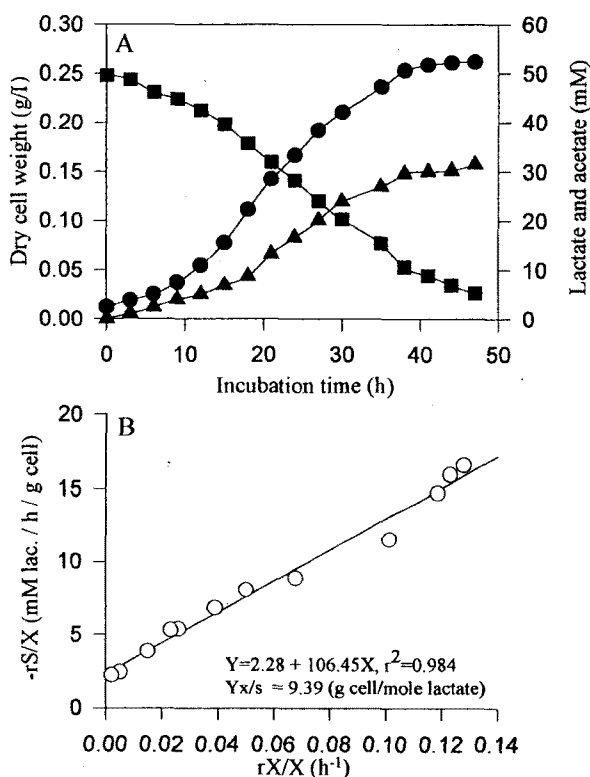 A
Dry cell weight (g/l)
0.30
0.25
0.20
0.15
0.10
0.05
0.00
Lactate and acetate (mM)
60
50
40
30
20
10
0
0 10 20 30 40 50
Incubation time (h)
B
-rS/X (mM lac. / h / g cell)
20
15
10
5
0
Y=2.28 + 106.45X, r²=0.984
Yx/s = 9.39 (g cell/mole lactate)
0.00 0.02 0.04 0.06 0.08 0.10 0.12 0.14
rX/X (h⁻¹)